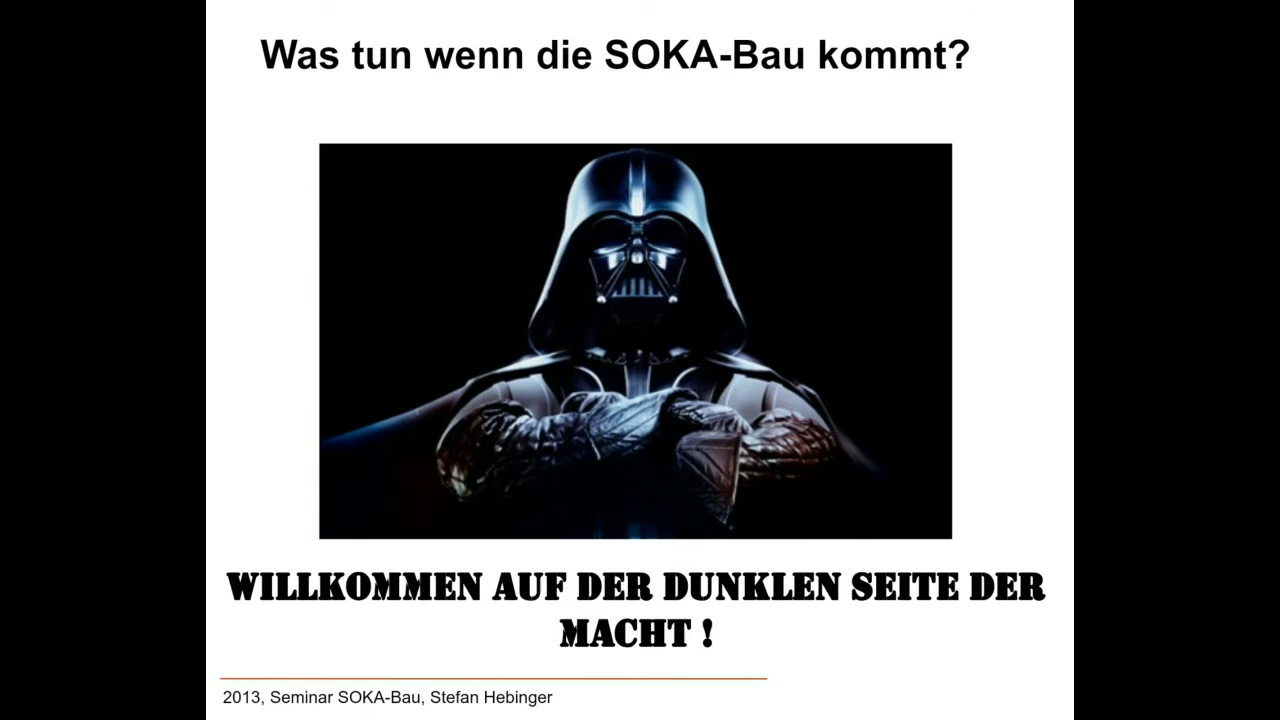 Was tun wenn die SOKA-Bau kommt?
WILLKOMMEN AUF DER DUNKLEN SEITE DER
MACHT !
2013, Seminar SOKA-Bau, Stefan Hebinger